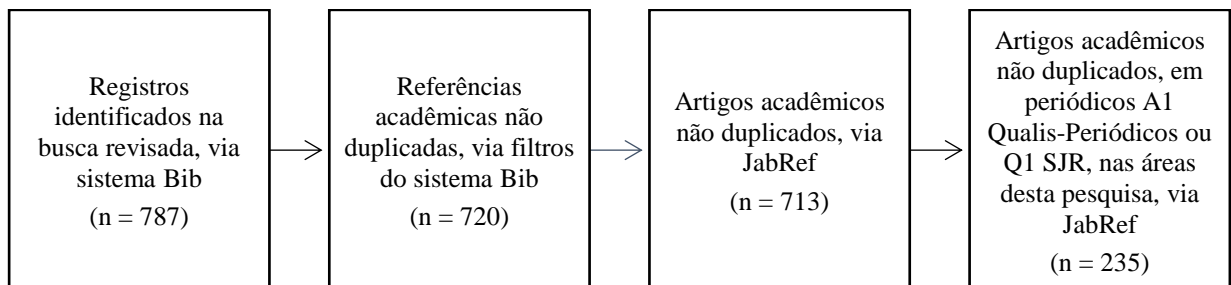 Registros
identificados na
busca revisada, via
sistema Bib
(n = 787)
Referências
acadêmicas não
duplicadas, via filtros
do sistema Bib
(n = 720)
Artigos acadêmicos
não duplicados, via
JabRef
(n = 713)
Artigos acadêmicos
não duplicados, em
periódicos A1
Qualis-Periódicos ou
Q1 SJR, nas áreas
desta pesquisa, via
JabRef
(n = 235)